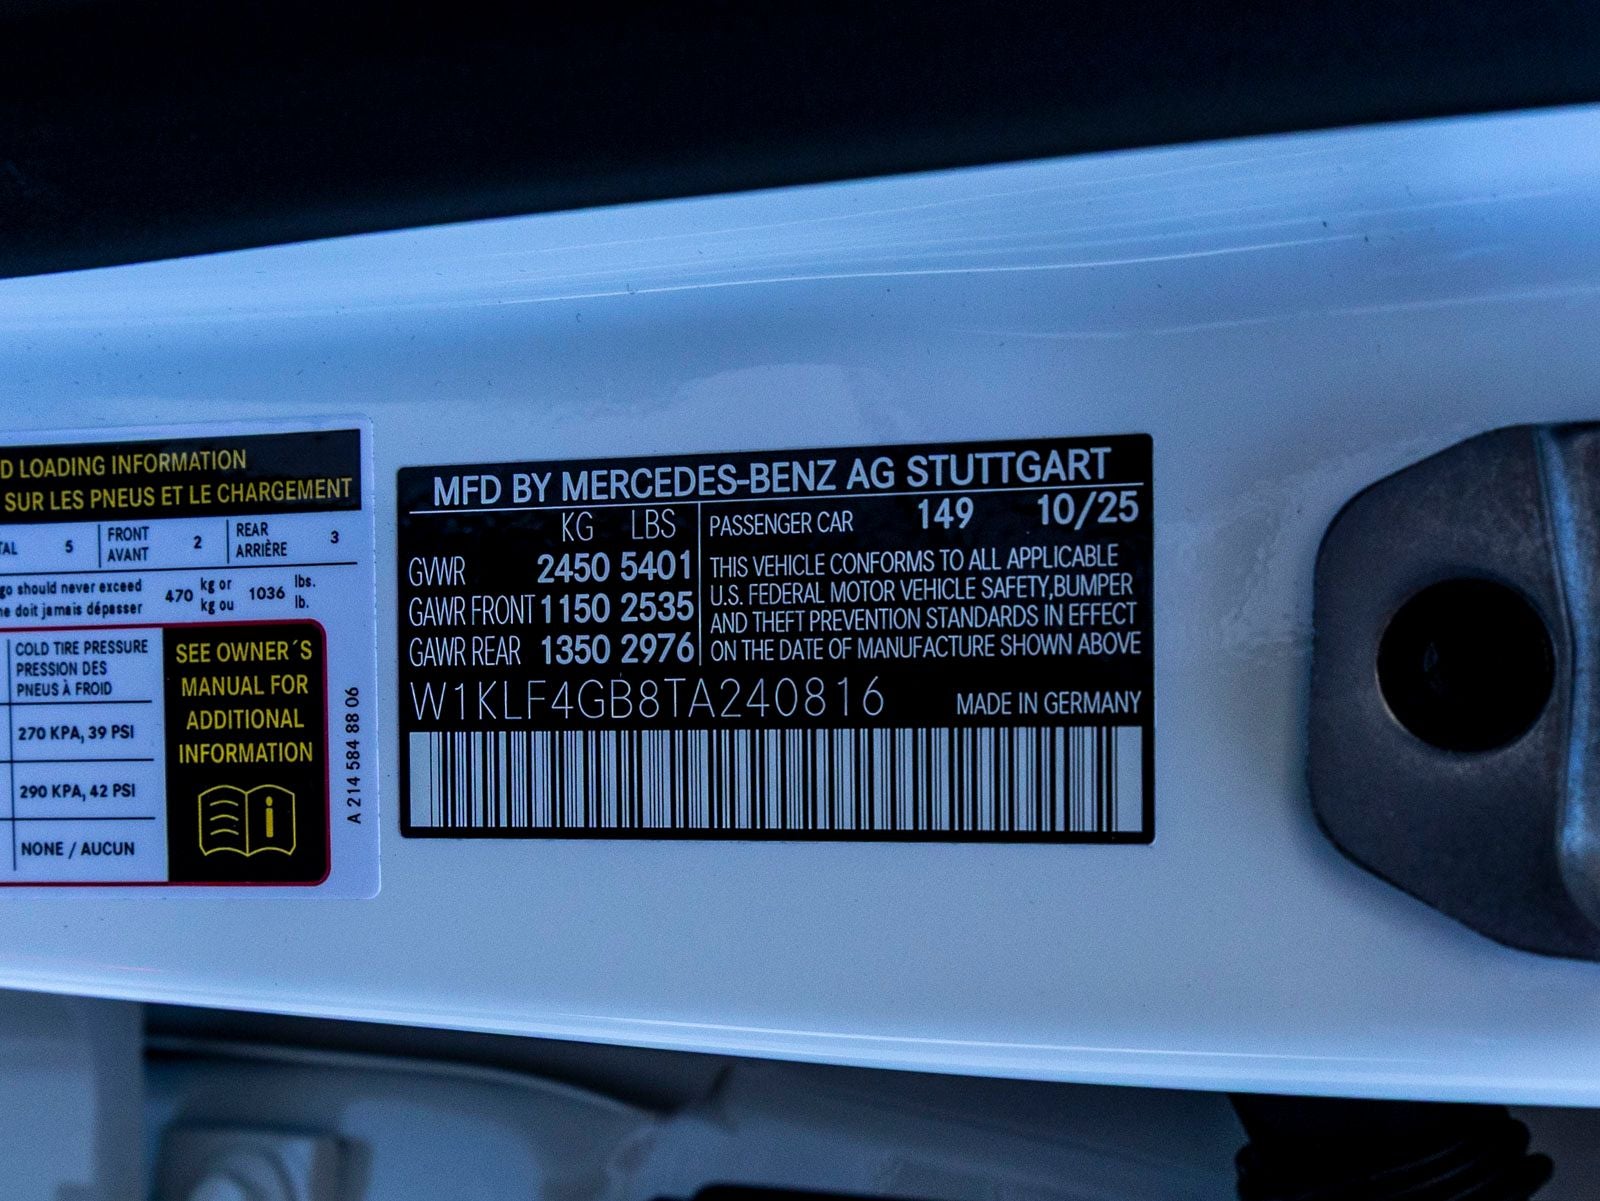 D LOADING INFORMATION
SUR LES PNEUS ET LE CHARGEMENT
TAL 5 FRONT AVANT 2 REAR ARRIÈRE 3
go should never exceed
ne doit jamais dépasser
470 kg or kg ou 1036 lbs. lb.
COLD TIRE PRESSURE
PRESSION DES
PNEUS À FROID
270 KPA, 39 PSI
290 KPA, 42 PSI
NONE / AUCUN
SEE OWNER´S
MANUAL FOR
ADDITIONAL
INFORMATION
A 214 584 88 06
MFD BY MERCEDES-BENZ AG STUTTGART
KG LBS
GVWR 2450 5401
GAWR FRONT 1150 2535
GAWR REAR 1350 2976
PASSENGER CAR 149 10/25
THIS VEHICLE CONFORMS TO ALL APPLICABLE
U.S. FEDERAL MOTOR VEHICLE SAFETY,BUMPER
AND THEFT PREVENTION STANDARDS IN EFFECT
ON THE DATE OF MANUFACTURE SHOWN ABOVE
W1KLF4GB8TA240816
MADE IN GERMANY